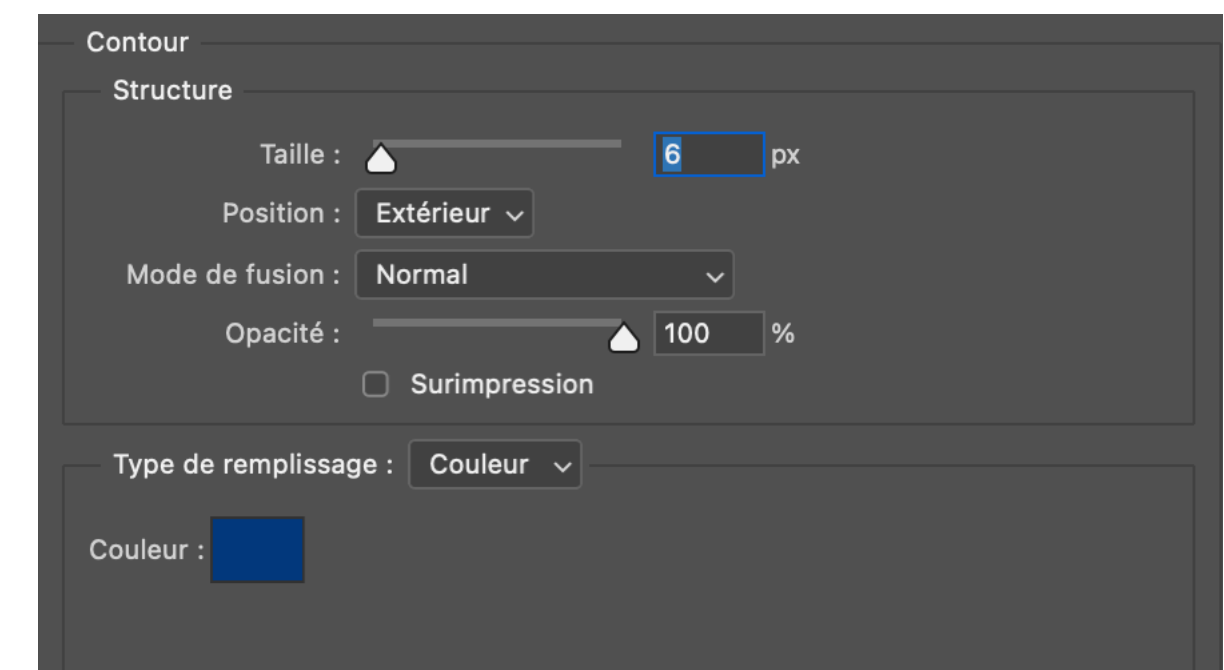 Contour
Structure
Taille : 6 px
Position : Extérieur
Mode de fusion : Normal
Opacité : 100 %
Surimpression
Type de remplissage : Couleur
Couleur :